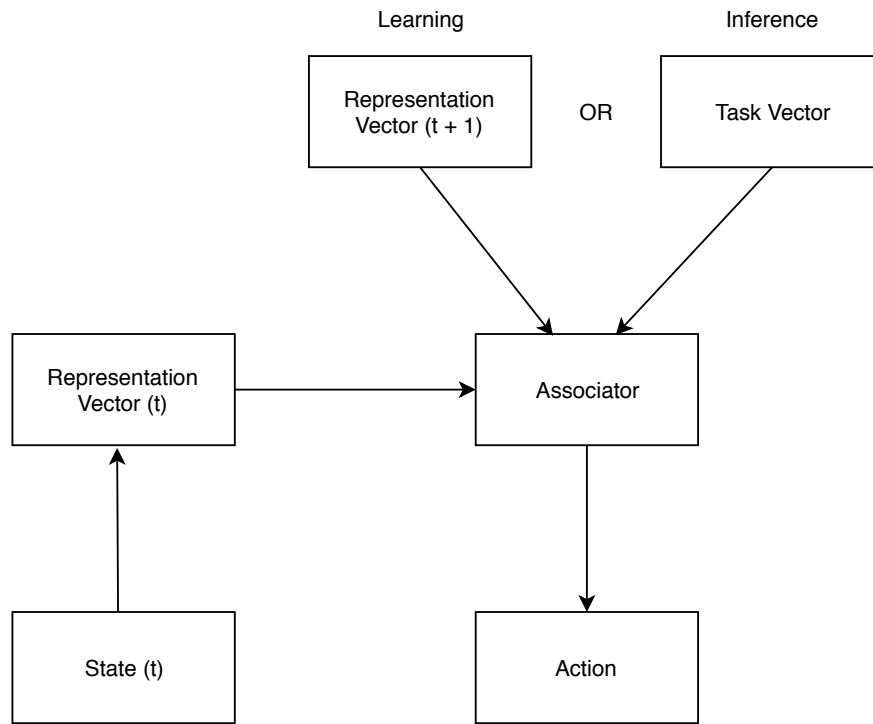 Learning
Inference
Representation
Vector (t + 1)
OR
Task Vector
Representation
Vector (t)
Associator
State (t)
Action